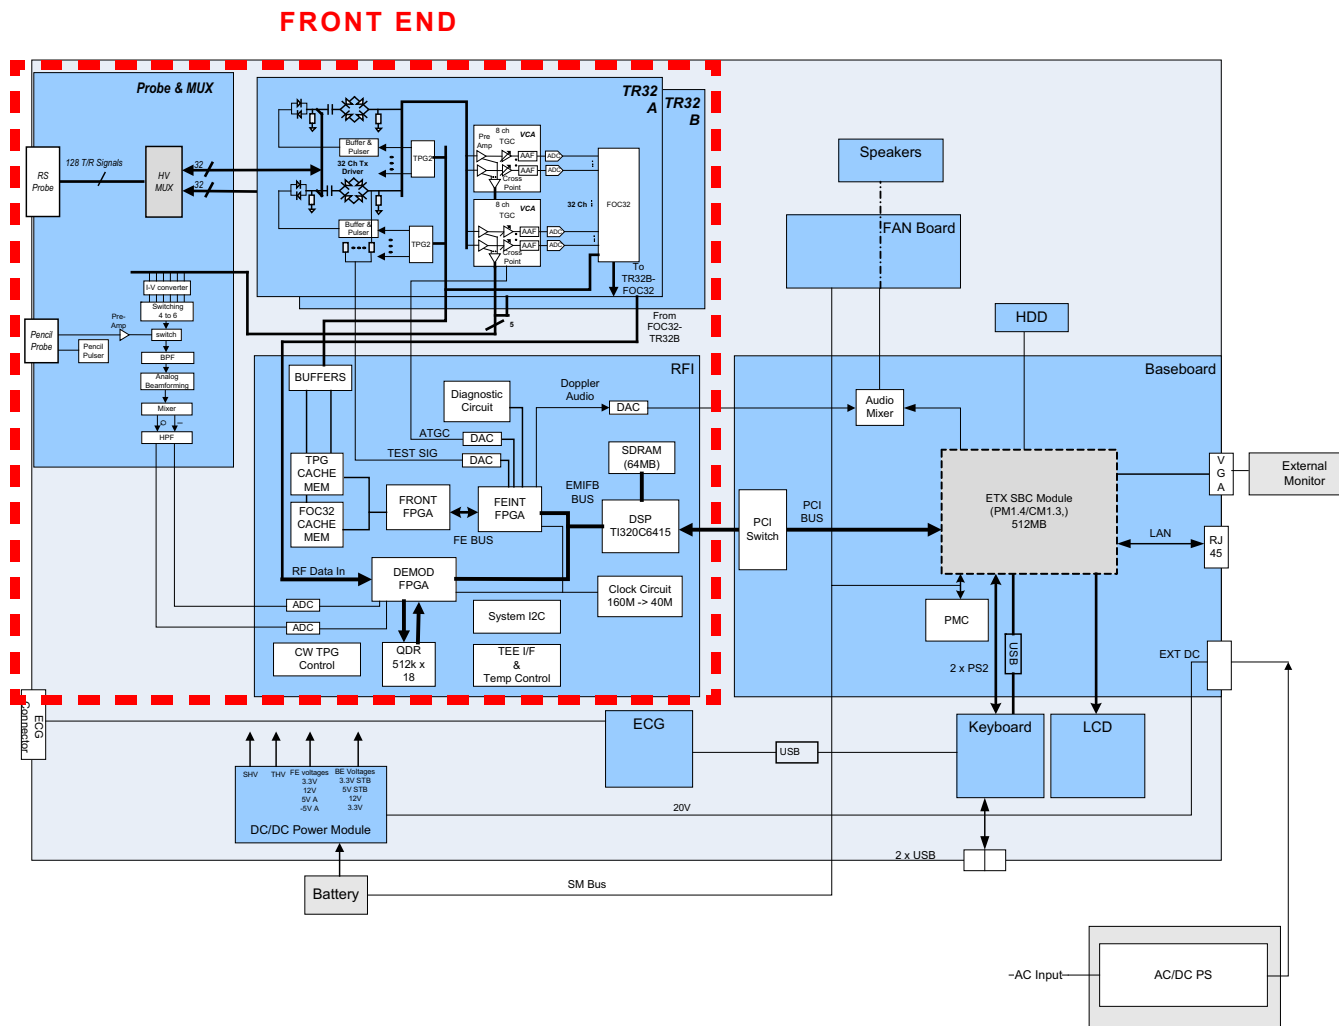 FRONT END
Probe & MUX
TR32
A
TR32
B
RS
Probe
128 T/R Signals
HV
MUX
32
32
Buffer &
Pulser
32 Ch Tx
Driver
TPG2
Buffer &
Pulser
TPG2
8 ch
TGC
VCA
Pre
Amp
AAF
ADC
AAF
ADC
Cross
Point
8 ch
TGC
VCA
AAF
ADC
AAF
ADC
Cross
Point
32 Ch
FOC32
To
TR32B-
FOC32
From
FOC32-
TR32B
5
I-V converter
Switching
4 to 6
Pre-
Amp
switch
Pencil
Probe
Pencil
Pulser
BPF
Analog
Beamforming
Mixer
Q
I
HPF
RFI
BUFFERS
Diagnostic
Circuit
Doppler
Audio
DAC
ATGC
DAC
TEST SIG
DAC
SDRAM
(64MB)
TPG
CACHE
MEM
FOC32
CACHE
MEM
FRONT
FPGA
FE BUS
FEINT
FPGA
EMIFB
BUS
DSP
TI320C6415
RF Data In
DEMOD
FPGA
ADC
ADC
Clock Circuit
160M -> 40M
System I2C
CW TPG
Control
QDR
512k x
18
TEE I/F
&
Temp Control
Speakers
FAN Board
HDD
Baseboard
Audio
Mixer
ETX SBC Module
(PM1.4/CM1.3,)
512MB
PCI
Switch
PCI
BUS
V
G
A
External
Monitor
LAN
RJ
45
PMC
2 x PS2
USB
EXT DC
ECG
Connector
ECG
USB
Keyboard
LCD
SHV
THV
FE voltages
3.3V
12V
5V A
-5V A
BE Voltages
3.3V STB
5V STB
12V
3.3V
DC/DC Power Module
20V
2 x USB
Battery
SM Bus
AC Input
AC/DC PS